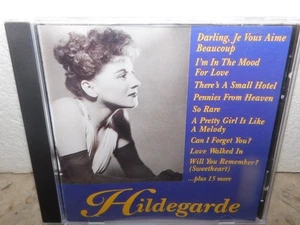 Darling, Je Vous Aime
Beaucoup
I'm In The Mood
For Love
There's A Small Hotel
Pennies From Heaven
So Rare
A Pretty Girl Is Like
A Melody
Can I Forget You?
Love Walked In
Will You Remember?
(Sweetheart)
...plus 15 more
Hildegarde